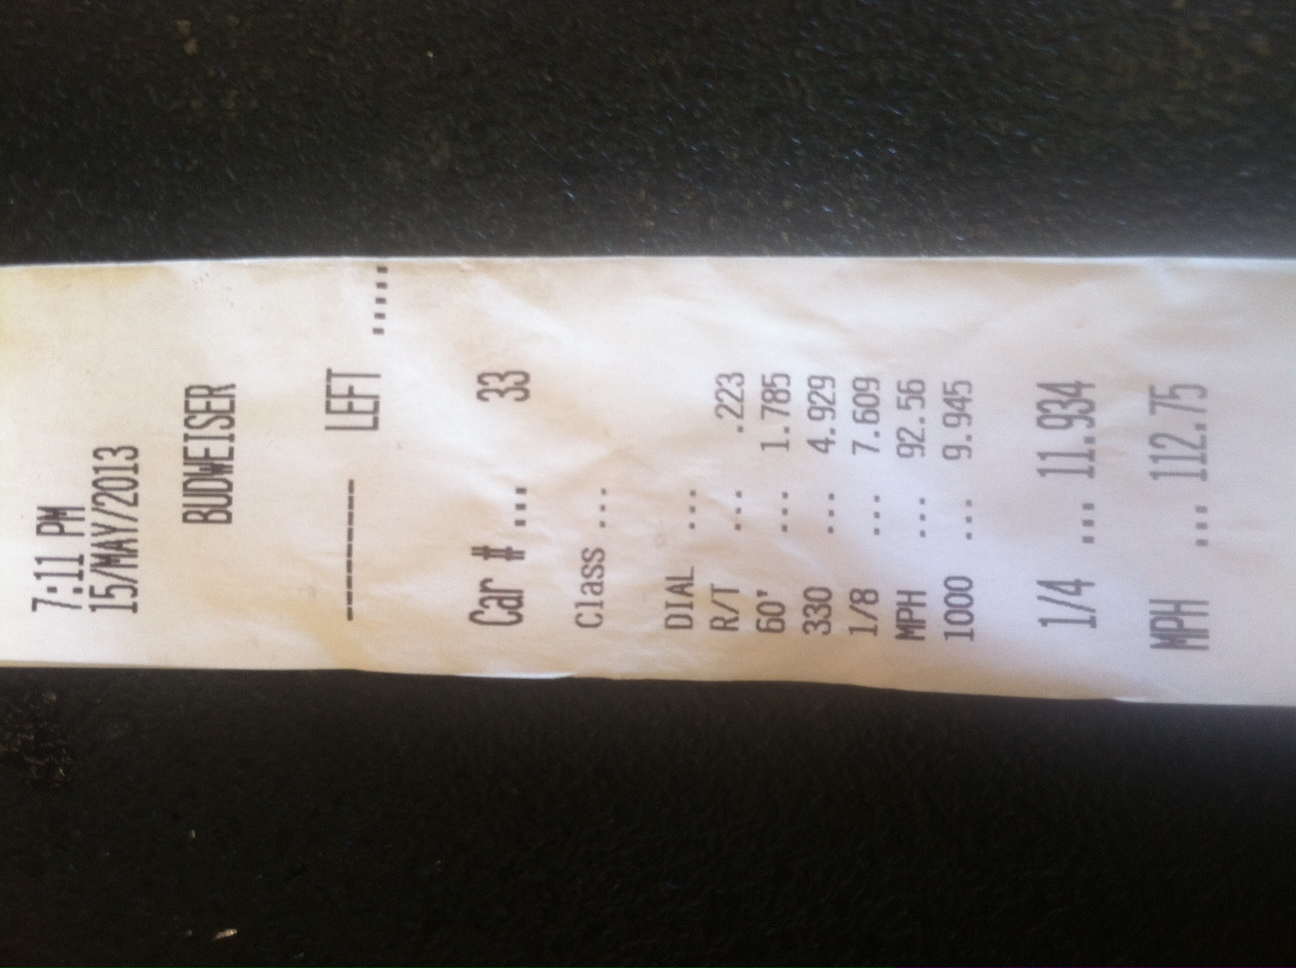 7:11 PM
15/MAY/2013
BUDWEISER
--------- LEFT .....
Car # ... 33
Class ...
DIAL ...
R/T ... .223
60' ... 1.785
330 ... 4.929
1/8 ... 7.609
MPH ... 92.56
1000 ... 9.945
1/4 ... 11.934
MPH ... 112.75